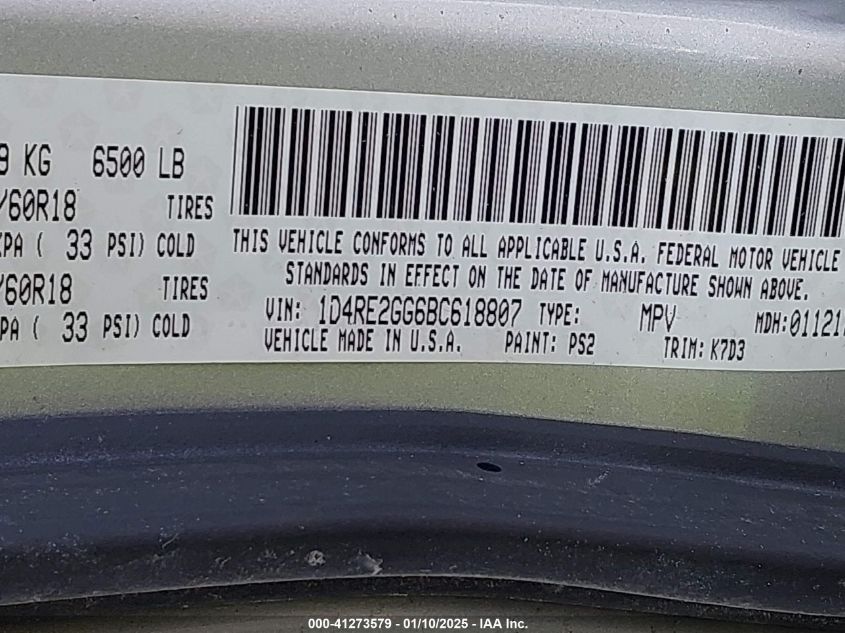 9 KG 6500 LB
/60R18 TIRES
KPA ( 33 PSI) COLD
/60R18 TIRES
PA ( 33 PSI) COLD
THIS VEHICLE CONFORMS TO ALL APPLICABLE U.S.A. FEDERAL MOTOR VEHICLE
STANDARDS IN EFFECT ON THE DATE OF MANUFACTURE SHOWN ABOVE.
VIN: 1D4RE2GG6BC618807 TYPE: MPV MDH:01121
VEHICLE MADE IN U.S.A. PAINT: PS2 TRIM: K7D3
000-41273579 — 01/10/2025 — IAA Inc.